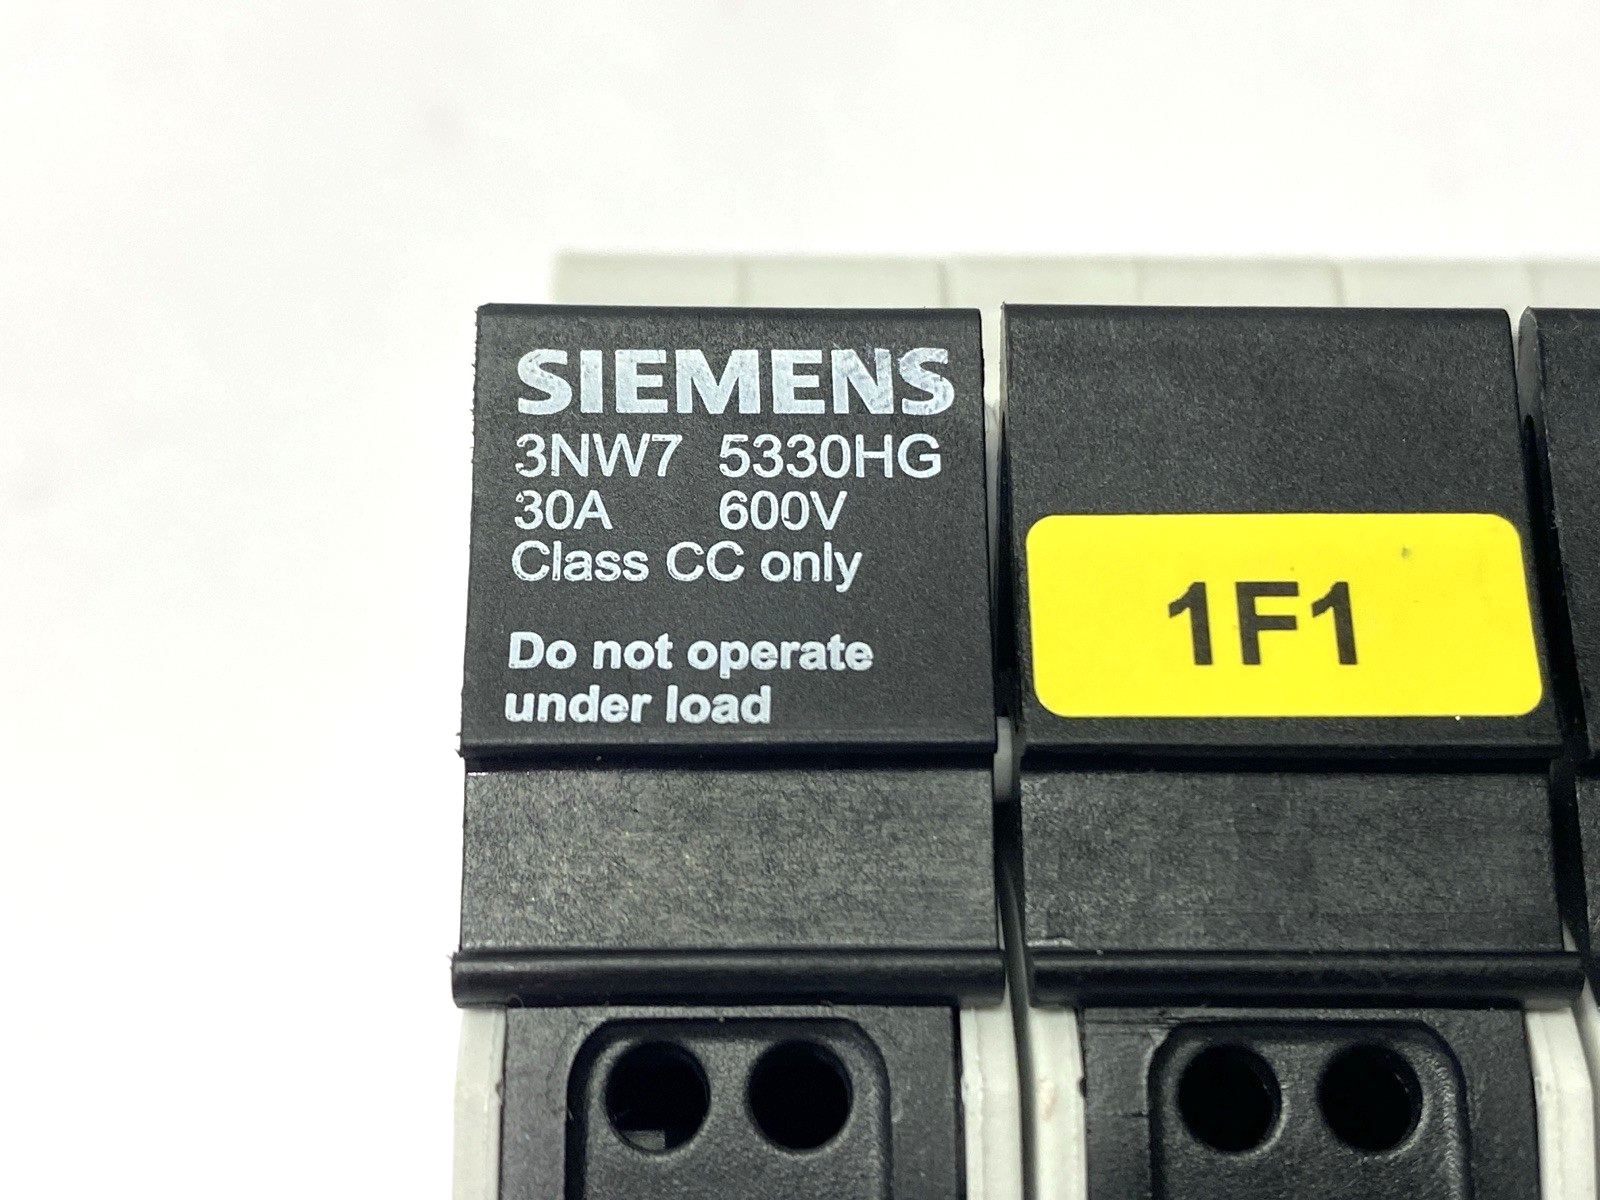 SIEMENS
3NW7 5330HG
30A 600V
Class CC only
Do not operate
under load
1F1